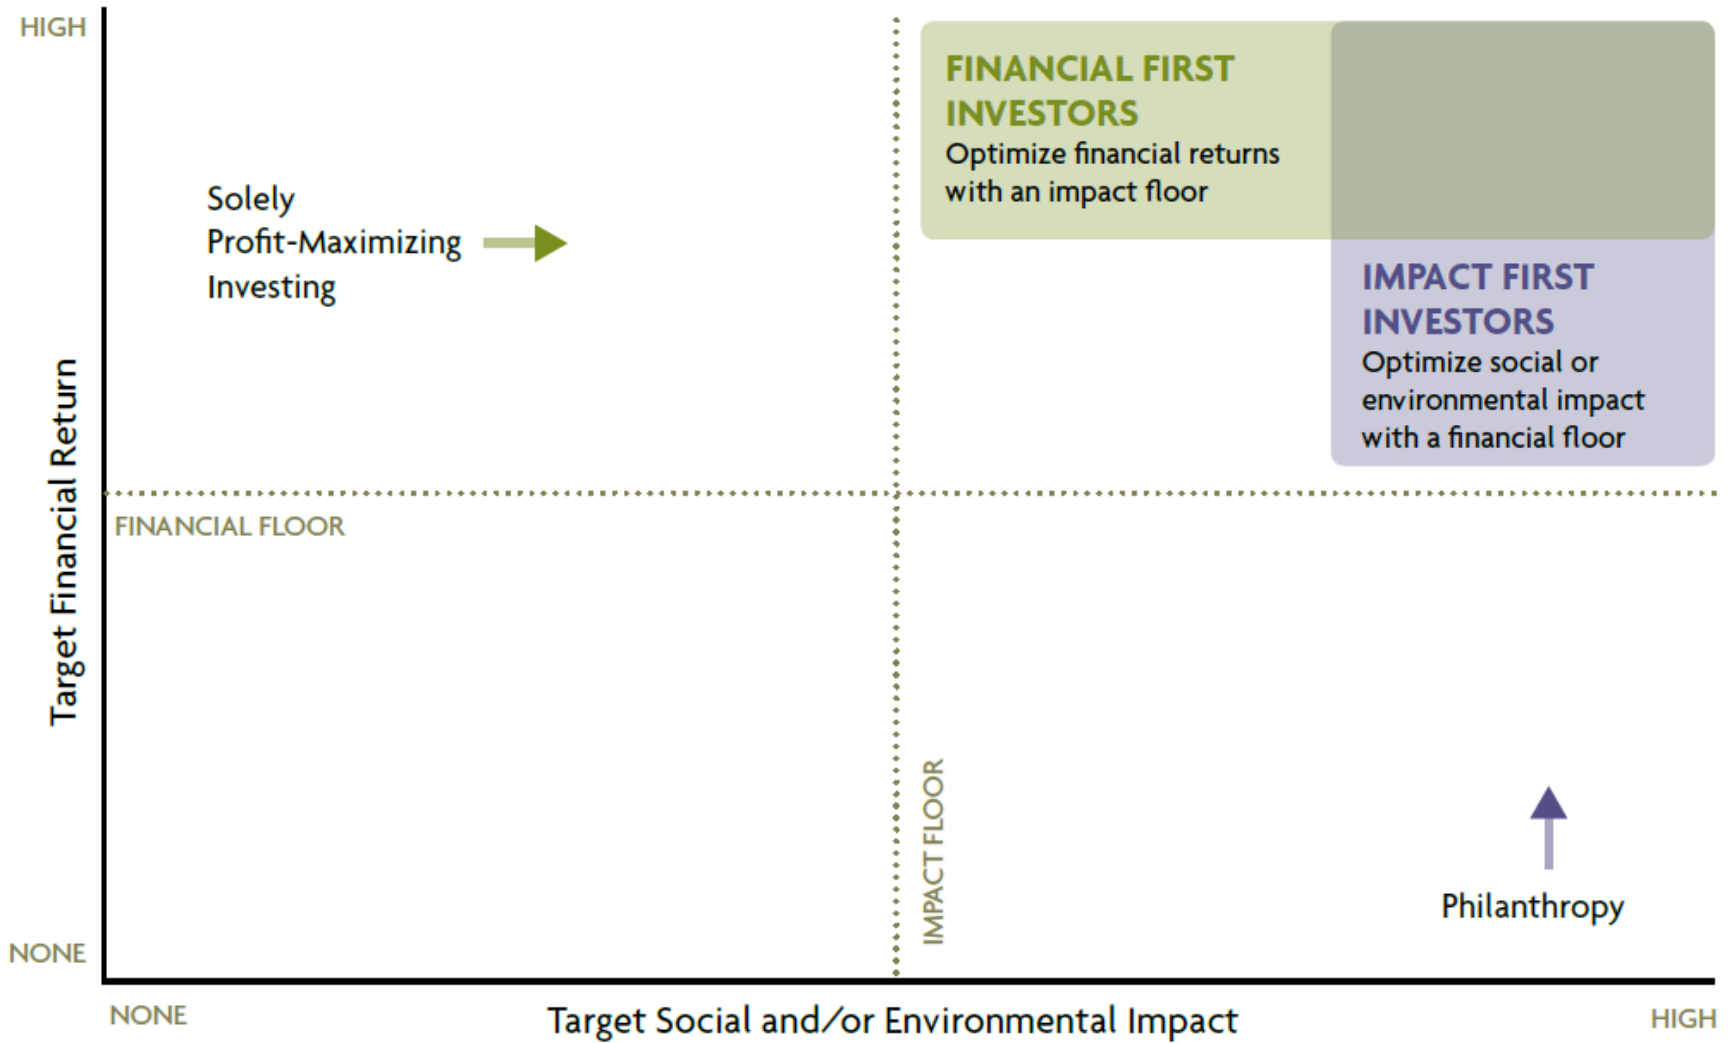 HIGH
FINANCIAL FIRST
INVESTORS
Optimize financial returns
with an impact floor
Solely
Profit-Maximizing
Investing
IMPACT FIRST
INVESTORS
Optimize social or
environmental impact
with a financial floor
Target Financial Return
FINANCIAL FLOOR
IMPACT FLOOR
Philanthropy
NONE
NONE
Target Social and/or Environmental Impact
HIGH